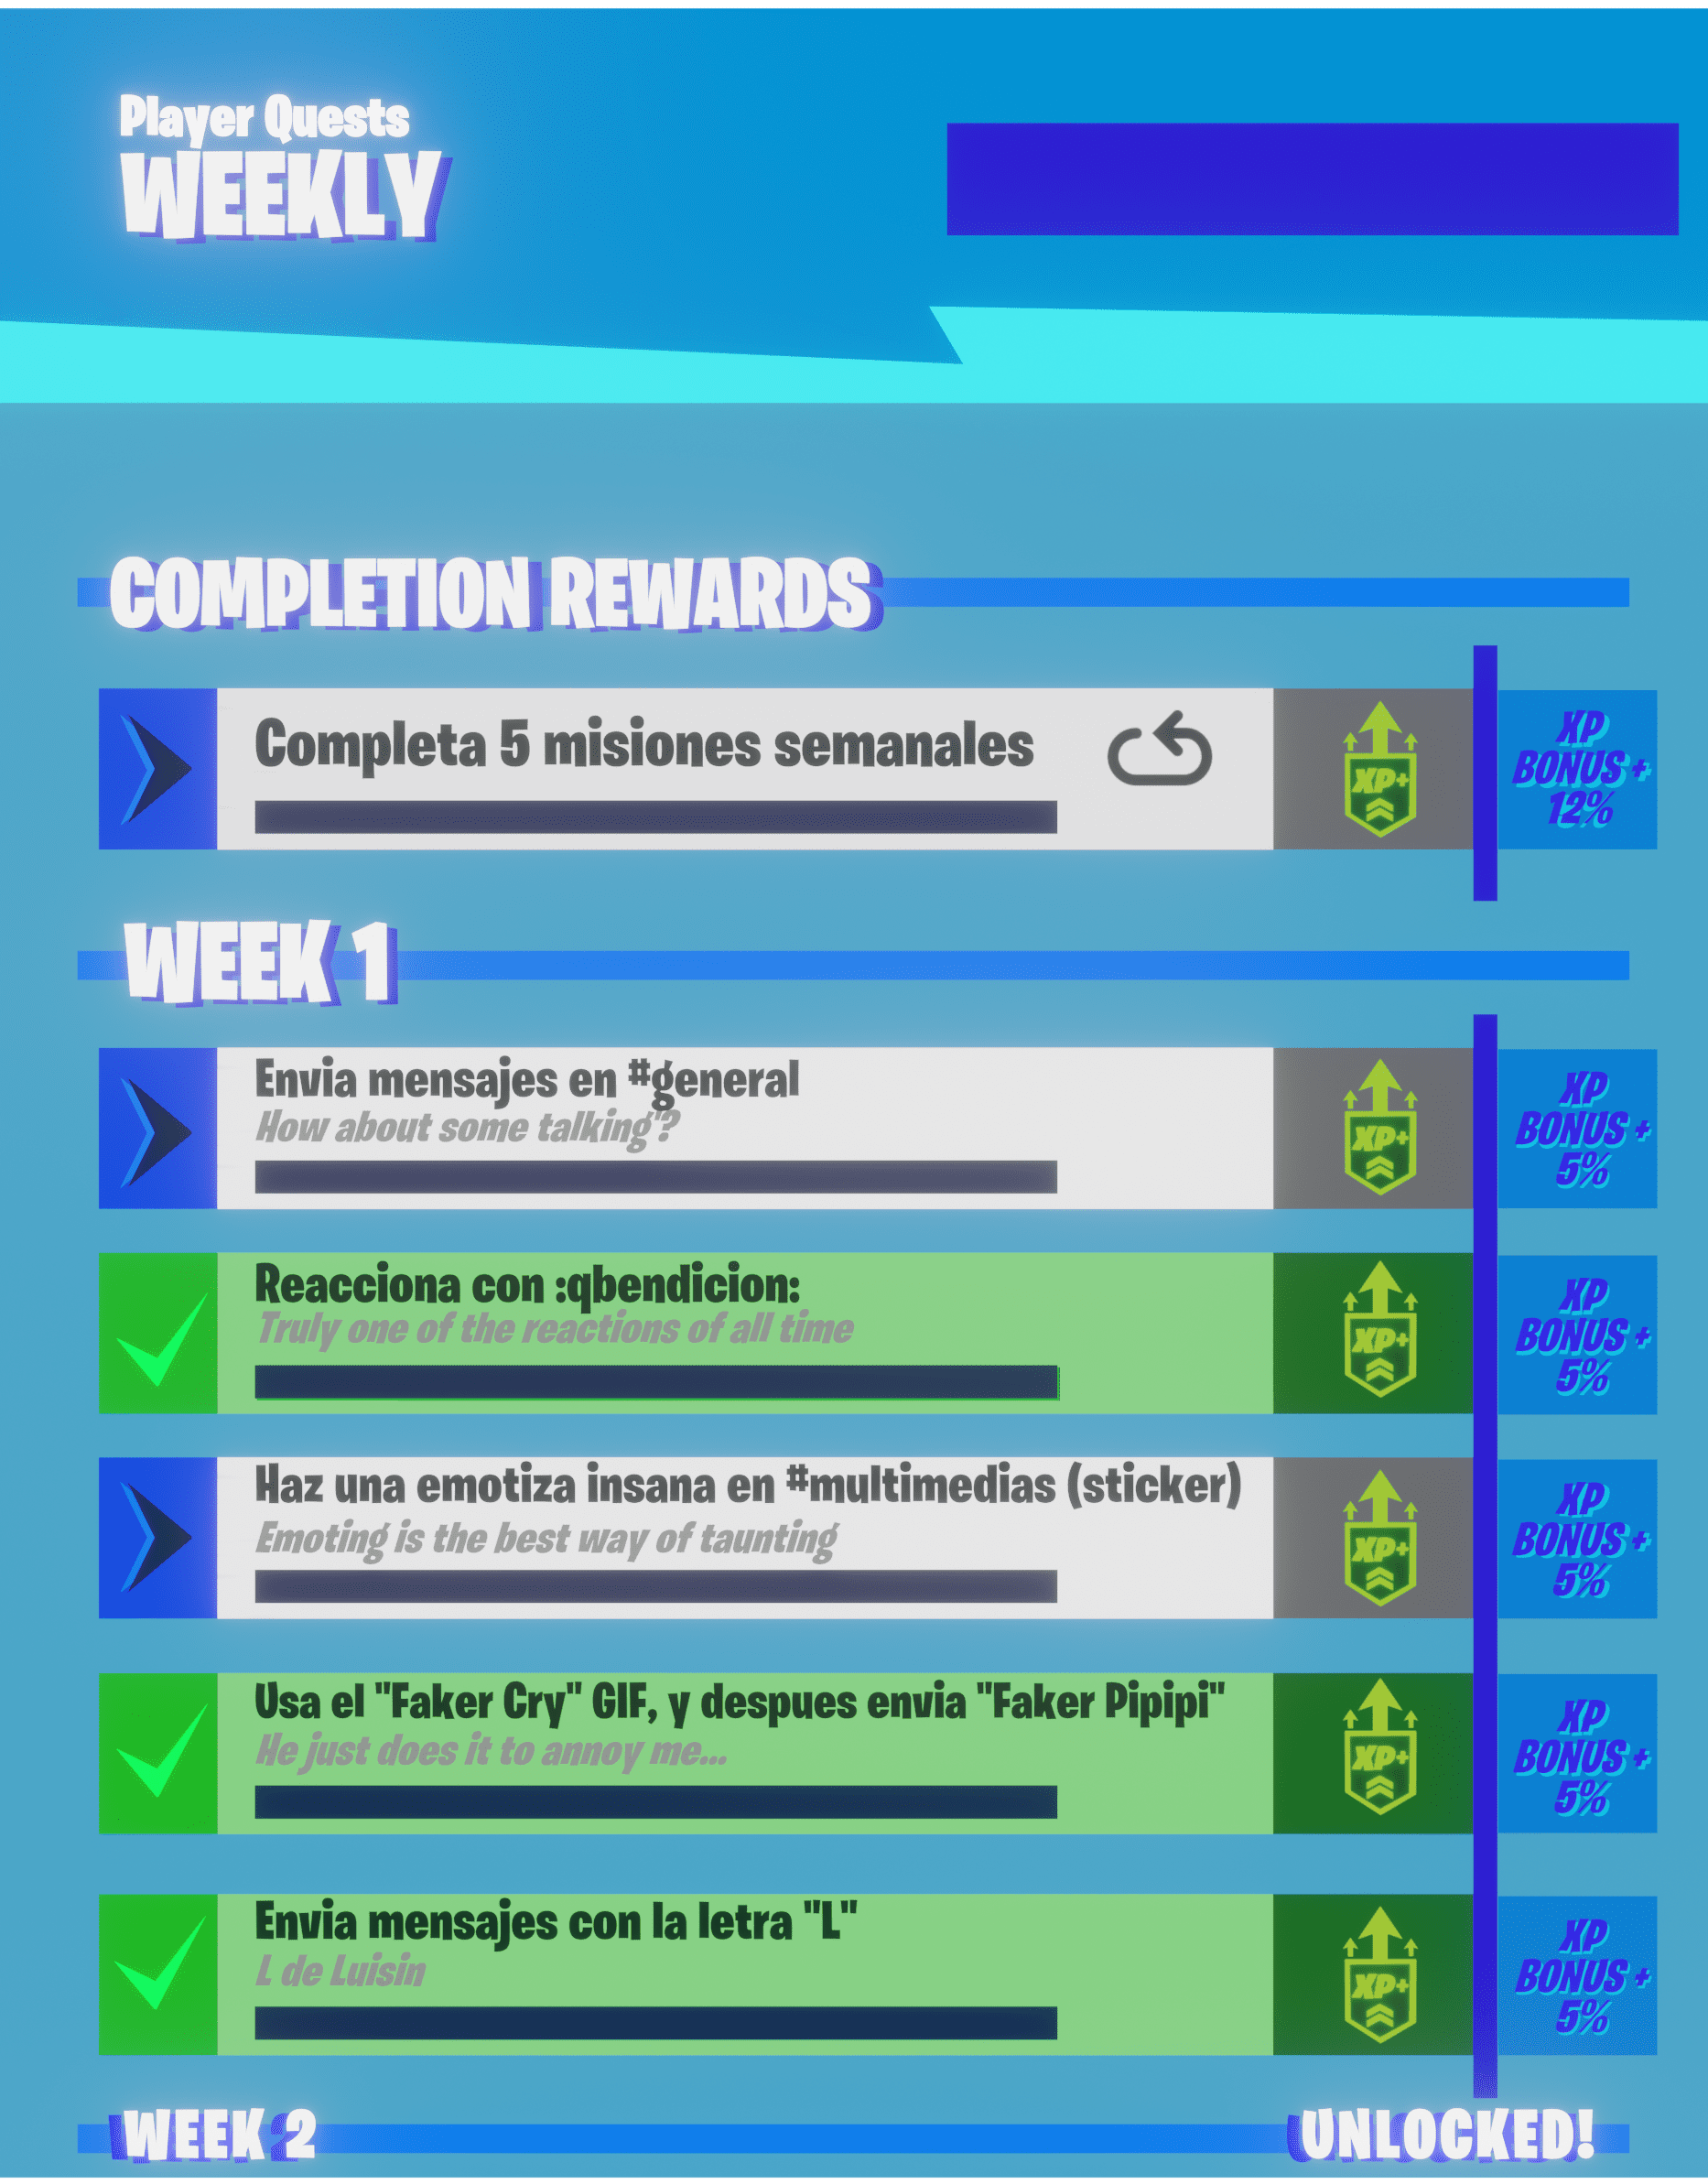 Player Quests
WEEKLY
COMPLETION REWARDS
Completa 5 misiones semanales
XP+
XP
BONUS +
12%
WEEK 1
Envia mensajes en #general
How about some talking?
XP+
XP
BONUS +
5%
Reacciona con :qbendicion:
Truly one of the reactions of all time
XP+
XP
BONUS +
5%
Haz una emotiza insana en #multimedias (sticker)
Emoting is the best way of taunting
XP+
XP
BONUS +
5%
Usa el "Faker Cry" GIF, y despues envia "Faker Pipipi"
He just does it to annoy me...
XP+
XP
BONUS +
5%
Envia mensajes con la letra "L"
L de Luisin
XP+
XP
BONUS +
5%
WEEK 2
UNLOCKED!